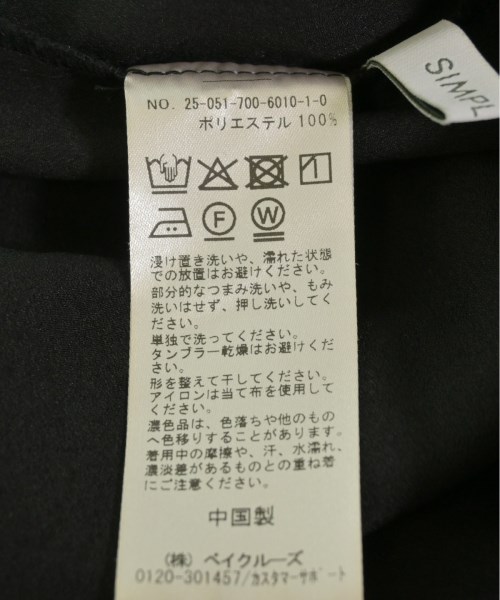 SIMPL
NO. 25-051-700-6010-1-0
ポリエステル 100%
F W
浸け置き洗いや、濡れた状態
での放置はお避けください。
部分的なつまみ洗いや、もみ
洗いはせず、押し洗いしてく
ださい。
単独で洗ってください。
タンブラー乾燥はお避けくだ
さい。
形を整えて干してください。
アイロンは当て布を使用して
ください。
濃色品は、色落ちや他のもの
へ色移りすることがあります。
着用中の摩擦や、汗、水濡れ、
濃淡差があるものとの重ね着
にご注意ください。
中国製
(株) ベイクルーズ
0120-301457/カスタマーサポート